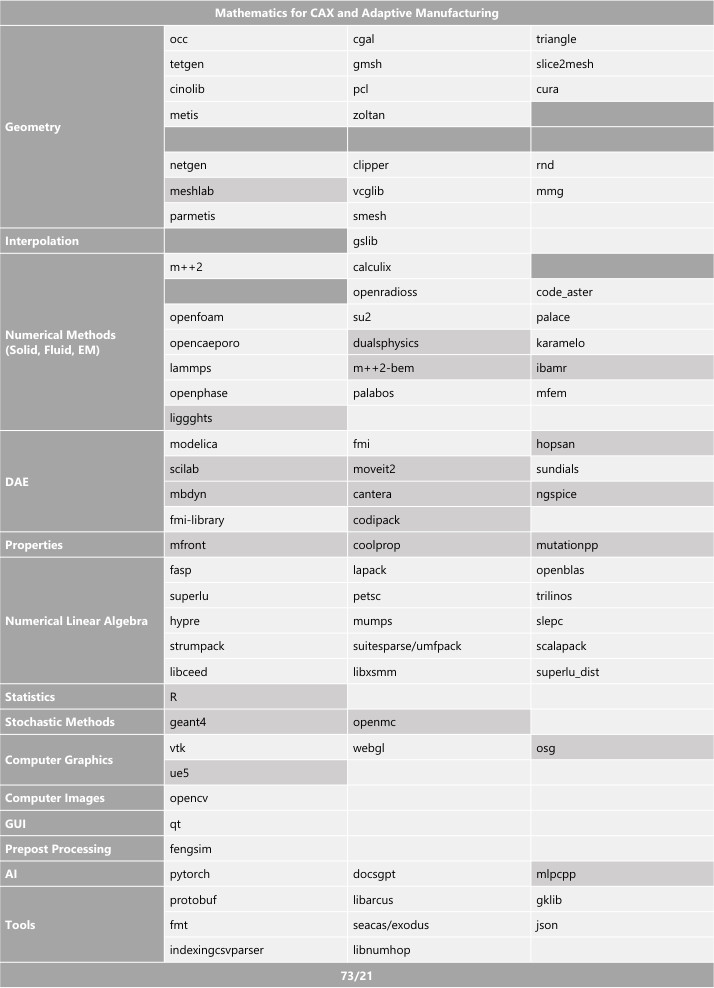 Mathematics for CAX and Adaptive Manufacturing
Geometry
occ cgal triangle
tetgen gmsh slice2mesh
cinolib pcl cura
metis zoltan
netgen clipper rnd
meshlab vcglib mmg
parmetis smesh
Interpolation gslib
Numerical Methods
(Solid, Fluid, EM)
m++2 calculix
openradioss code_aster
openfoam su2 palace
opencaeporo dualsphysics karamelo
lammps m++2-bem ibamr
openphase palabos mfem
liggghts
DAE
modelica fmi hopsan
scilab moveit2 sundials
mbdyn cantera ngspice
fmi-library codipack
Properties mfront coolprop mutationpp
Numerical Linear Algebra
fasp lapack openblas
superlu petsc trilinos
hypre mumps slepc
strumpack suitesparse/umfpack scalapack
libceed libxsmm superlu_dist
Statistics R
Stochastic Methods geant4 openmc
Computer Graphics
vtk webgl osg
ue5
Computer Images opencv
GUI qt
Prepost Processing fengsim
AI pytorch docsgpt mlpcpp
Tools
protobuf libarcus gklib
fmt seacas/exodus json
indexingcsvparser libnumhop
73/21